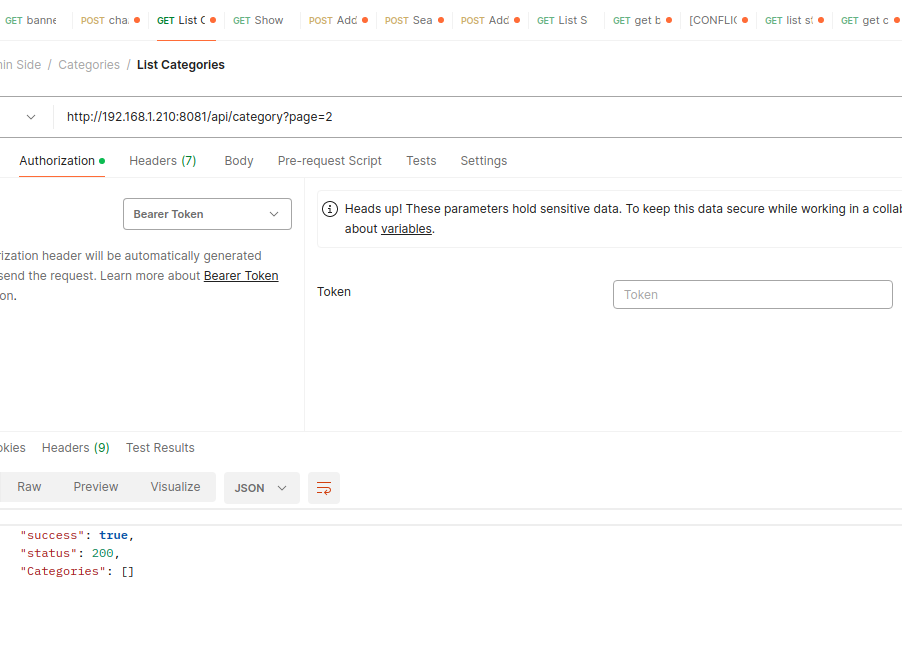 GET banne POST cha GET List C GET Show POST Add POST Sea POST Add GET List S GET get b [CONFLIC GET list s GET get c
in Side / Categories / List Categories
http://192.168.1.210:8081/api/category?page=2
Authorization Headers (7) Body Pre-request Script Tests Settings
Bearer Token
Heads up! These parameters hold sensitive data. To keep this data secure while working in a collab
about variables.
rization header will be automatically generated
send the request. Learn more about Bearer Token
on.
Token
Token
okies Headers (9) Test Results
Raw Preview Visualize JSON
"success": true,
"status": 200,
"Categories": []